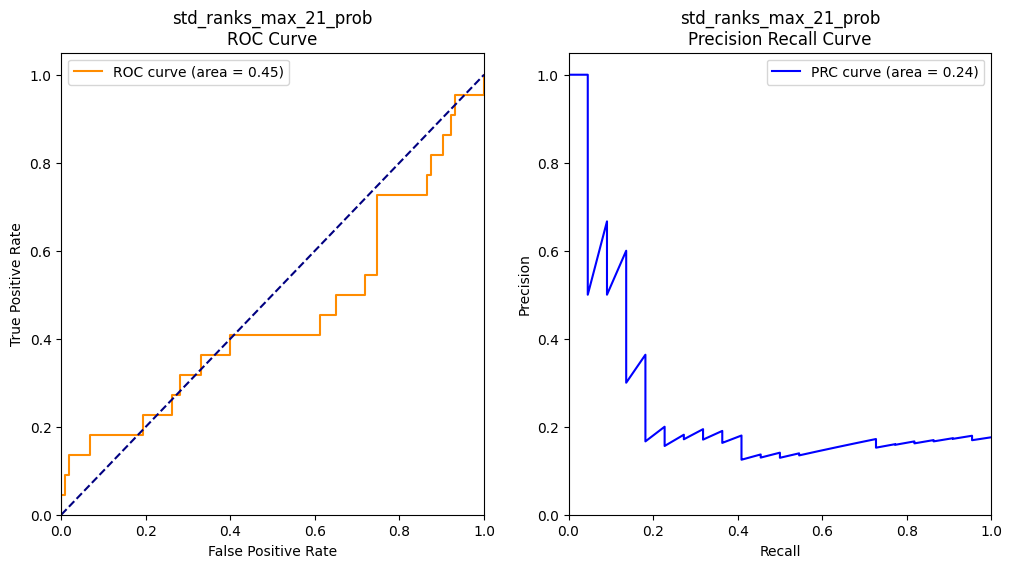 std_ranks_max_21_prob
ROC Curve
ROC curve (area = 0.45)
1.0
0.8
0.6
0.4
0.2
0.0
True Positive Rate
0.0 0.2 0.4 0.6 0.8 1.0
False Positive Rate
std_ranks_max_21_prob
Precision Recall Curve
PRC curve (area = 0.24)
1.0
0.8
0.6
0.4
0.2
0.0
Precision
0.0 0.2 0.4 0.6 0.8 1.0
Recall